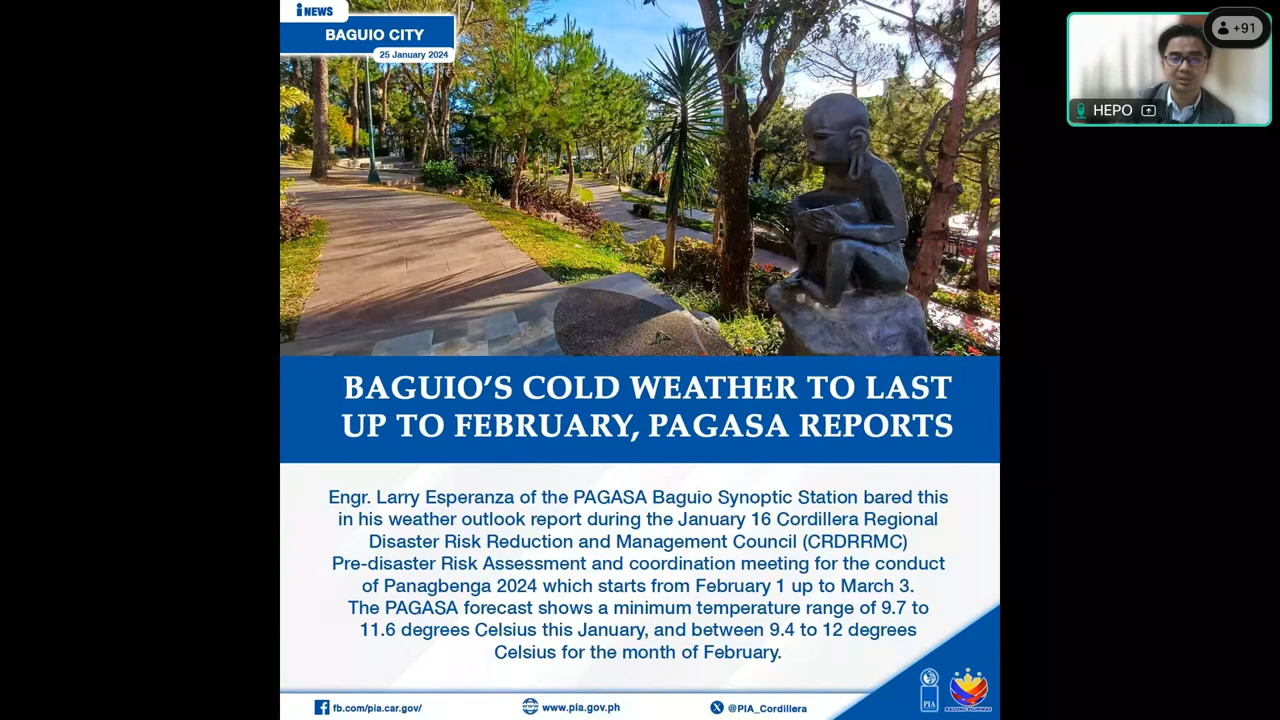 iNEWS
BAGUIO CITY
25 January 2024
+91
HEPO
BAGUIO'S COLD WEATHER TO LAST
UP TO FEBRUARY, PAGASA REPORTS
Engr. Larry Esperanza of the PAGASA Baguio Synoptic Station bared this
in his weather outlook report during the January 16 Cordillera Regional
Disaster Risk Reduction and Management Council (CRDRRMC)
Pre-disaster Risk Assessment and coordination meeting for the conduct
of Panagbenga 2024 which starts from February 1 up to March 3.
The PAGASA forecast shows a minimum temperature range of 9.7 to
11.6 degrees Celsius this January, and between 9.4 to 12 degrees
Celsius for the month of February.
fb.com/pia.car.gov/
www.pia.gov.ph
@PIA_Cordillera
PIA
BAGONG PILIPINAS